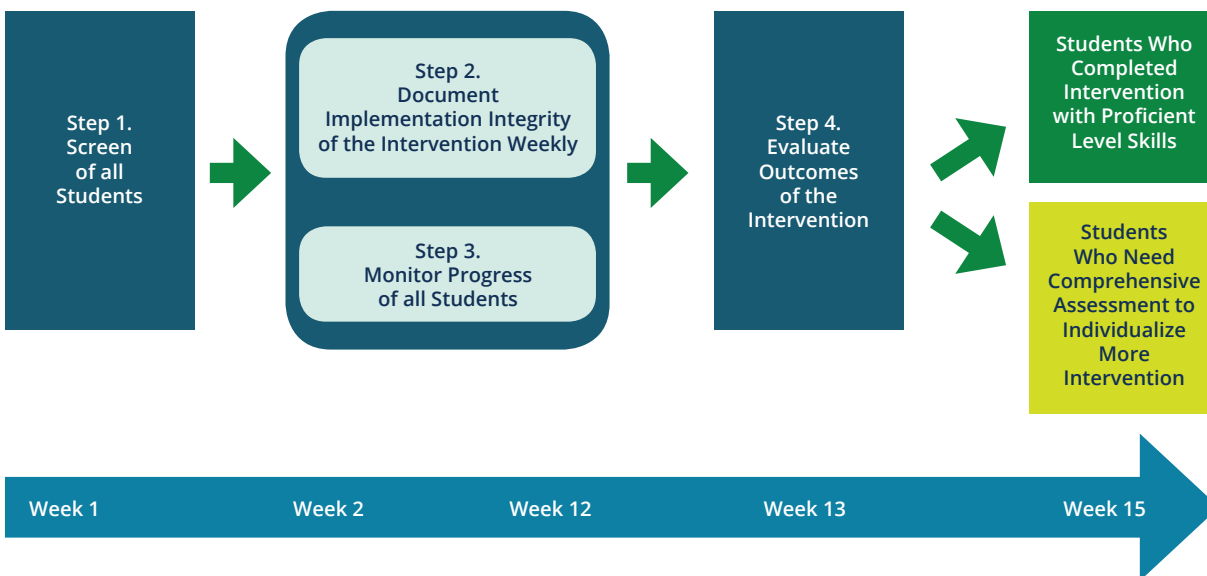 Step 1.
Screen
of all
Students
Step 2.
Document
Implementation Integrity
of the Intervention Weekly
Step 3.
Monitor Progress
of all Students
Step 4.
Evaluate
Outcomes
of the
Intervention
Students Who
Completed
Intervention
with Proficient
Level Skills
Students
Who Need
Comprehensive
Assessment to
Individualize
More
Intervention
Week 1
Week 2
Week 12
Week 13
Week 15